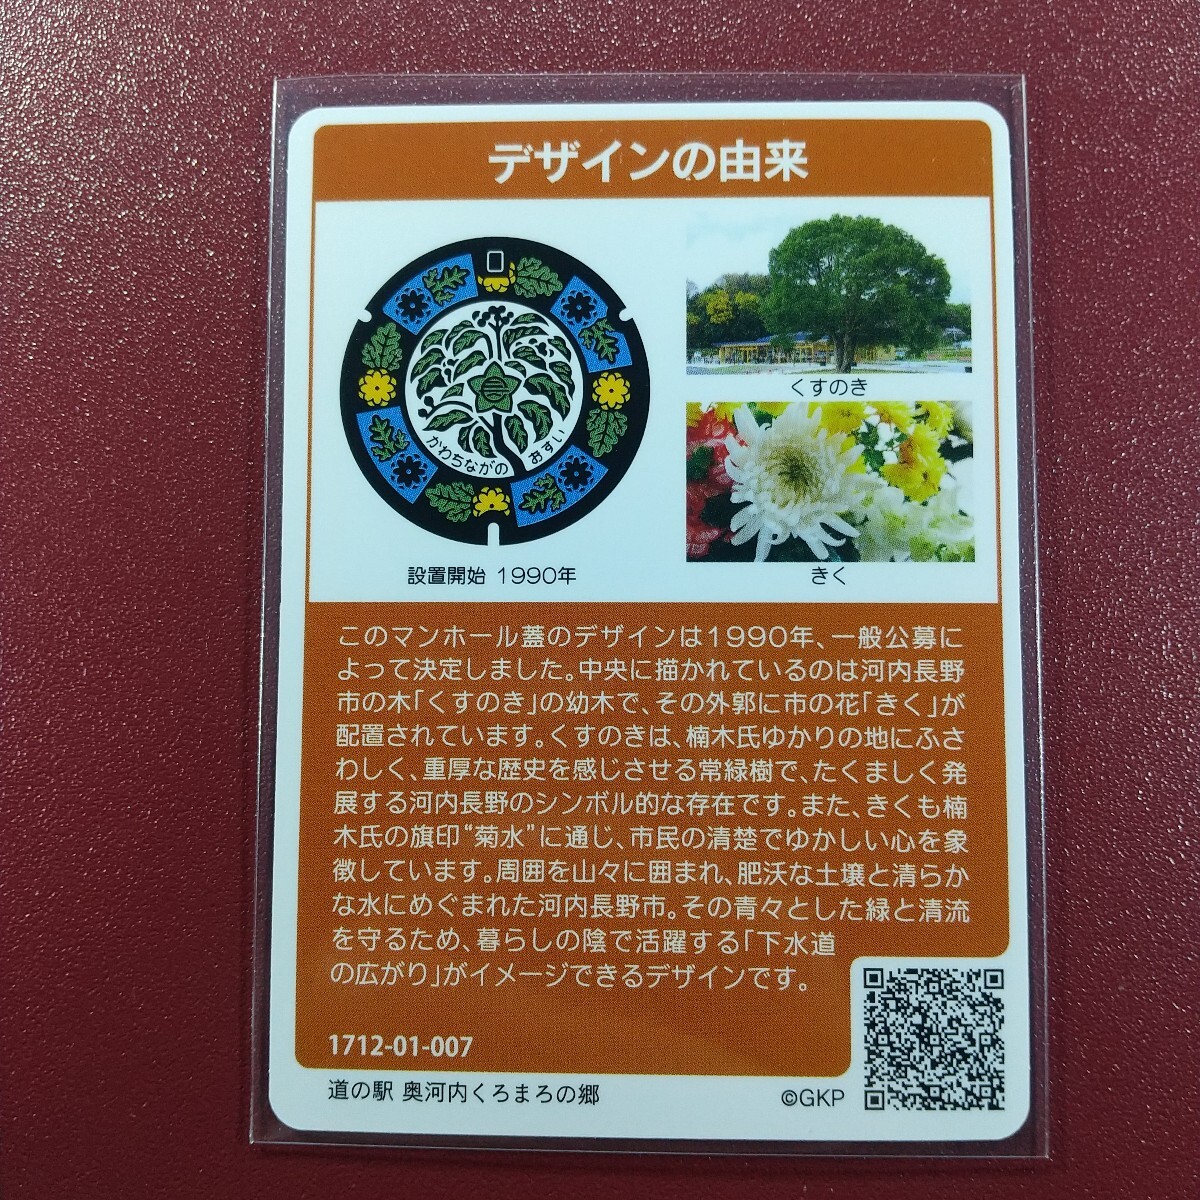 デザインの由来
かわちながの おすい
くすのき
きく
設置開始 1990年
このマンホール蓋のデザインは1990年、一般公募に
よって決定しました。中央に描かれているのは河内長野
市の木「くすのき」の幼木で、その外郭に市の花「きく」が
配置されています。くすのきは、楠木氏ゆかりの地にふさ
わしく、重厚な歴史を感じさせる常緑樹で、たくましく発
展する河内長野のシンボル的な存在です。また、きくも楠
木氏の旗印“菊水”に通じ、市民の清楚でゆかしい心を象
徴しています。周囲を山々に囲まれ、肥沃な土壌と清らか
な水にめぐまれた河内長野市。その青々とした緑と清流
を守るため、暮らしの陰で活躍する「下水道
の広がり」がイメージできるデザインです。
1712-01-007
道の駅 奥河内くろまろの郷
©GKP